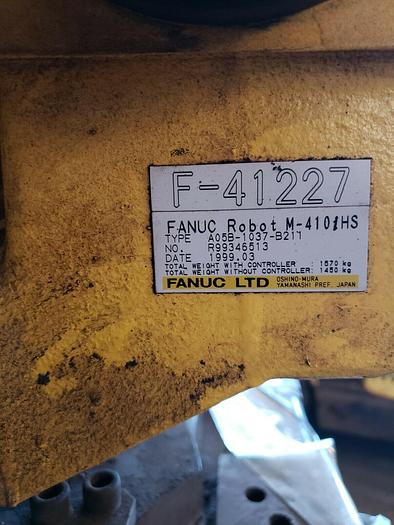 F-41227
FANUC Robot M-410iHS
TYPE A05B-1037-B211
NO. R99346513
DATE 1999.03
TOTAL WEIGHT WITH CONTROLLER : 1570 kg
TOTAL WEIGHT WITHOUT CONTROLLER : 1450 kg
FANUC LTD OSHINO-MURA
YAMANASHI PREF. JAPAN